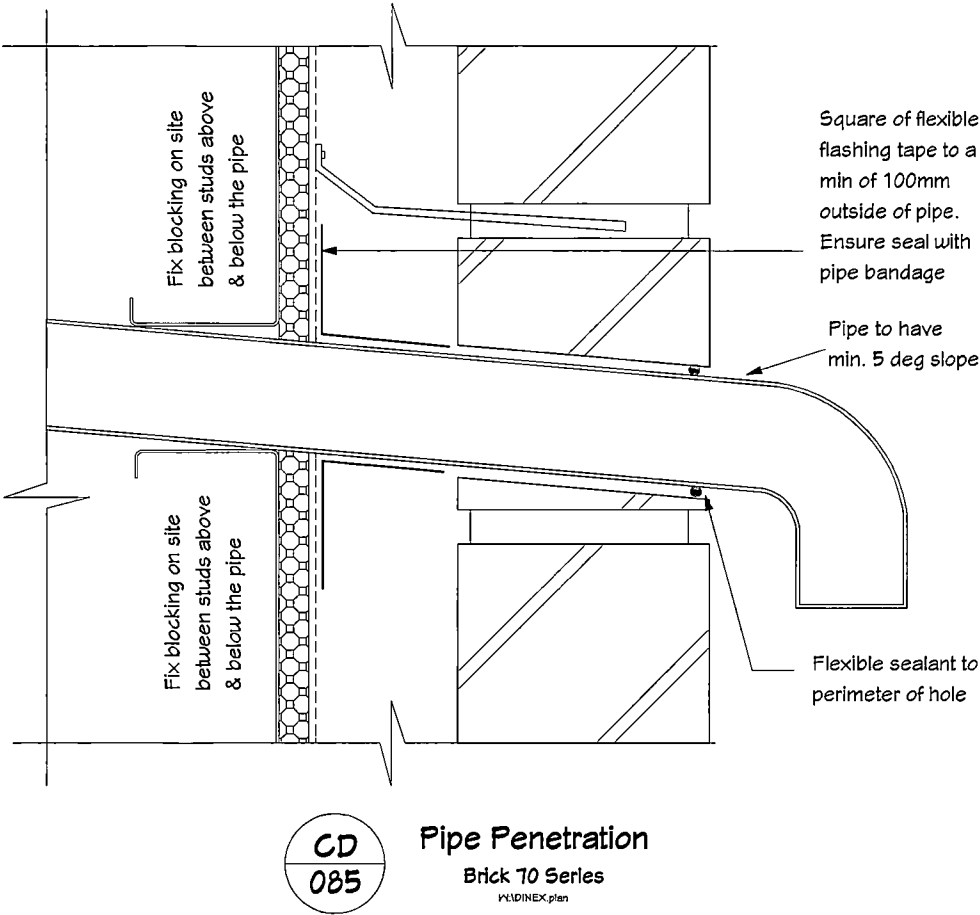 Fix blocking on site
between studs above
& below the pipe
Square of flexible
flashing tape to a
min of 100mm
outside of pipe.
Ensure seal with
pipe bandage
Pipe to have
min. 5 deg slope
Fix blocking on site
between studs above
& below the pipe
Flexible sealant to
perimeter of hole
CD
085
Pipe Penetration
Brick 70 Series
W:\DINEX.plan